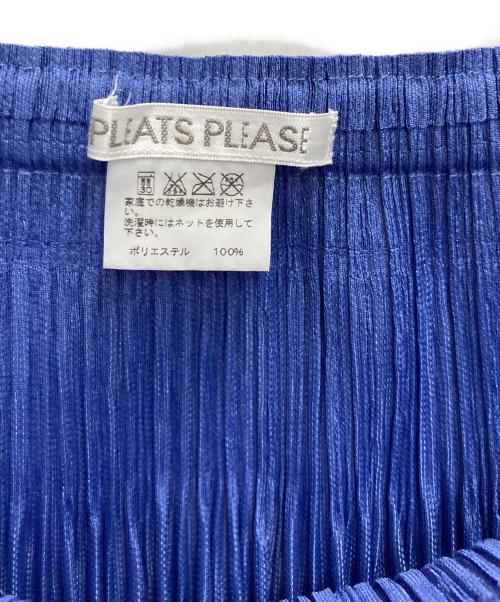 PLEATS PLEASE
30
家庭での乾燥機はお避け下さ
い。
洗濯時にはネットを使用して
下さい。
ポリエステル 100%